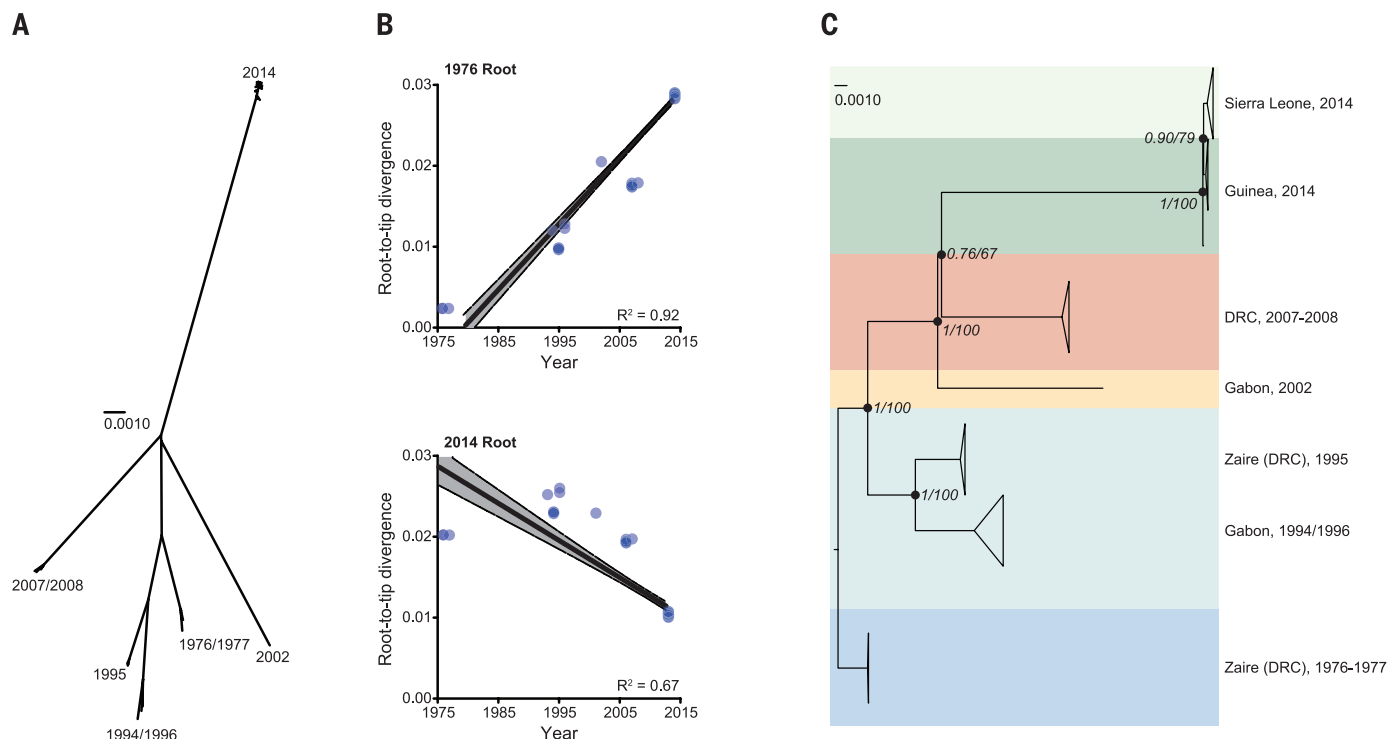 A
2014
0.0010
2007/2008
1976/1977
2002
1995
1994/1996
B
1976 Root
Root-to-tip divergence
0.03
0.02
0.01
0.00
R² = 0.92
1975 1985 1995 2005 2015
Year
2014 Root
Root-to-tip divergence
0.03
0.02
0.01
0.00
R² = 0.67
1975 1985 1995 2005 2015
Year
C
0.0010
Sierra Leone, 2014
0.90/79
Guinea, 2014
1/100
0.76/67
DRC, 2007-2008
1/100
Gabon, 2002
1/100
Zaire (DRC), 1995
1/100
Gabon, 1994/1996
Zaire (DRC), 1976-1977